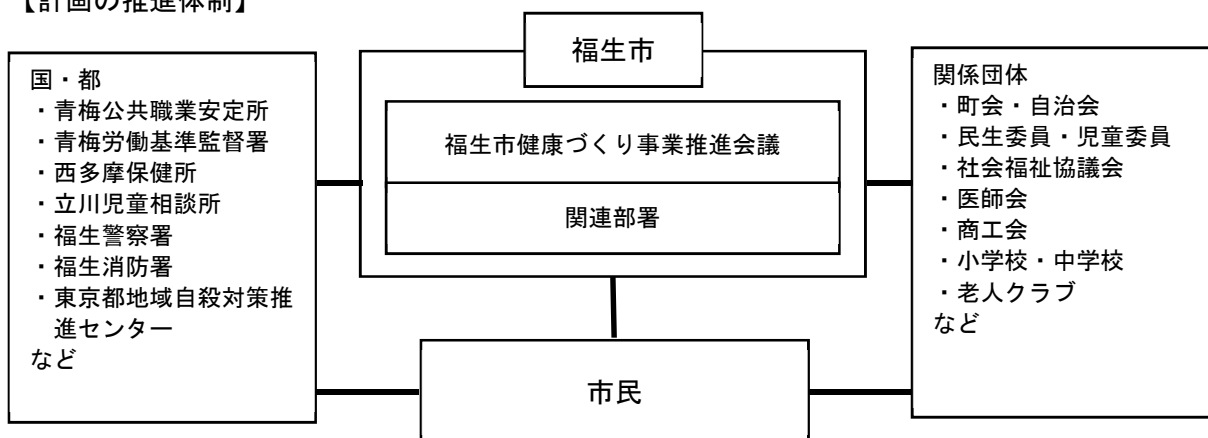 【計画の推進体制】
福生市
国・都
・青梅公共職業安定所
・青梅労働基準監督署
・西多摩保健所
・立川児童相談所
・福生警察署
・福生消防署
・東京都地域自殺対策推
進センター
など
福生市健康づくり事業推進会議
関連部署
関係団体
・町会・自治会
・民生委員・児童委員
・社会福祉協議会
・医師会
・商工会
・小学校・中学校
・老人クラブ
など
市民